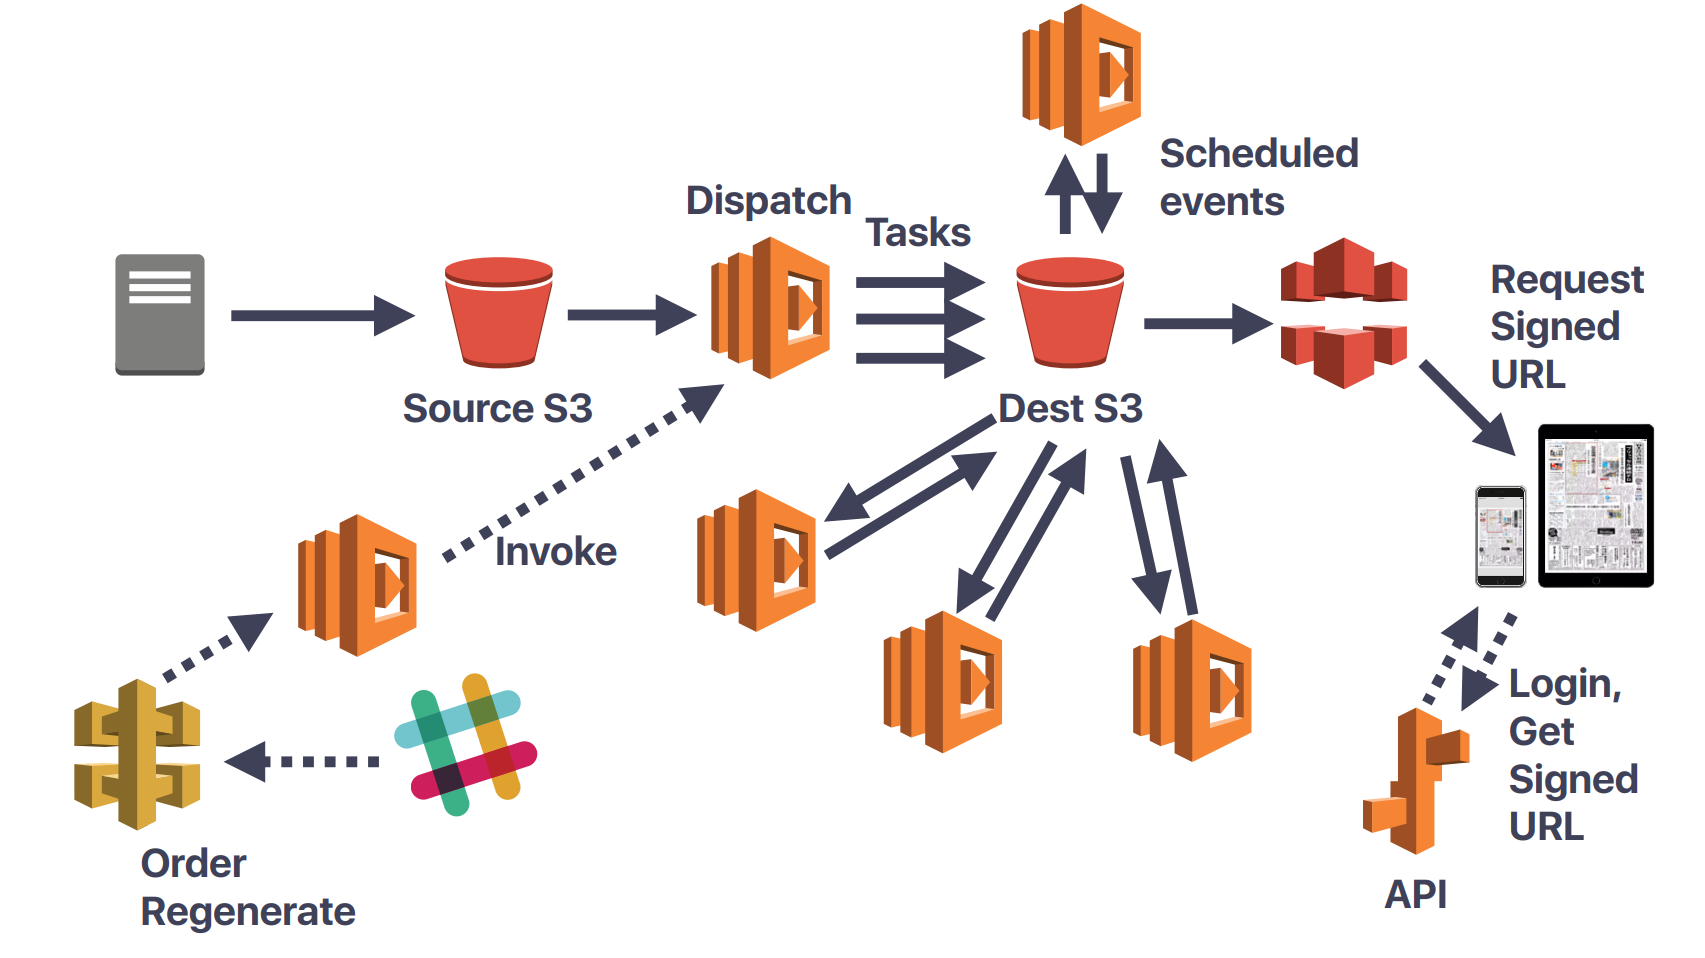 Scheduled
events
Dispatch
Tasks
Request
Signed
URL
Source S3
Dest S3
Invoke
Login,
Get
Signed
URL
Order
Regenerate
API